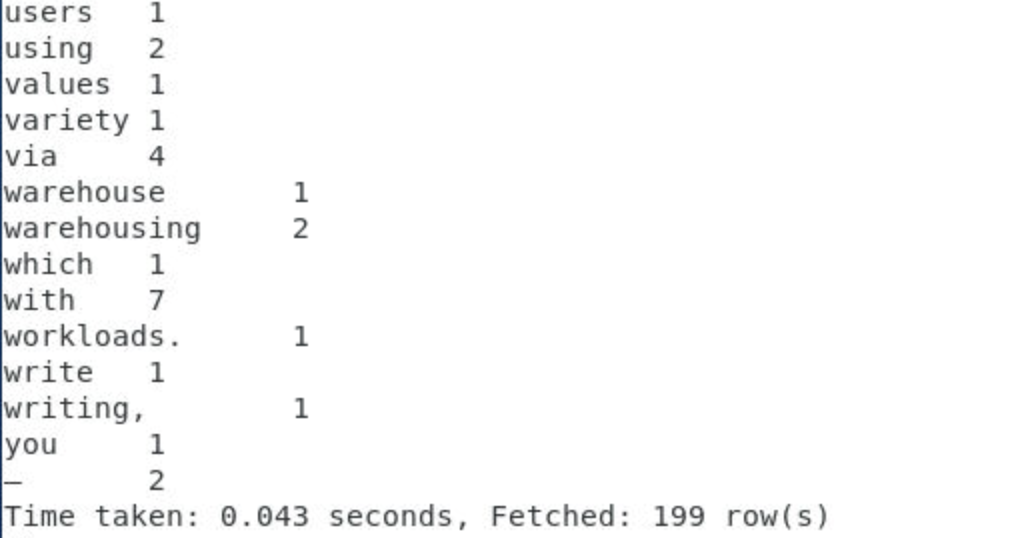 users 1
using 2
values 1
variety 1
via 4
warehouse 1
warehousing 2
which 1
with 7
workloads. 1
write 1
writing, 1
you 1
– 2
Time taken: 0.043 seconds, Fetched: 199 row(s)